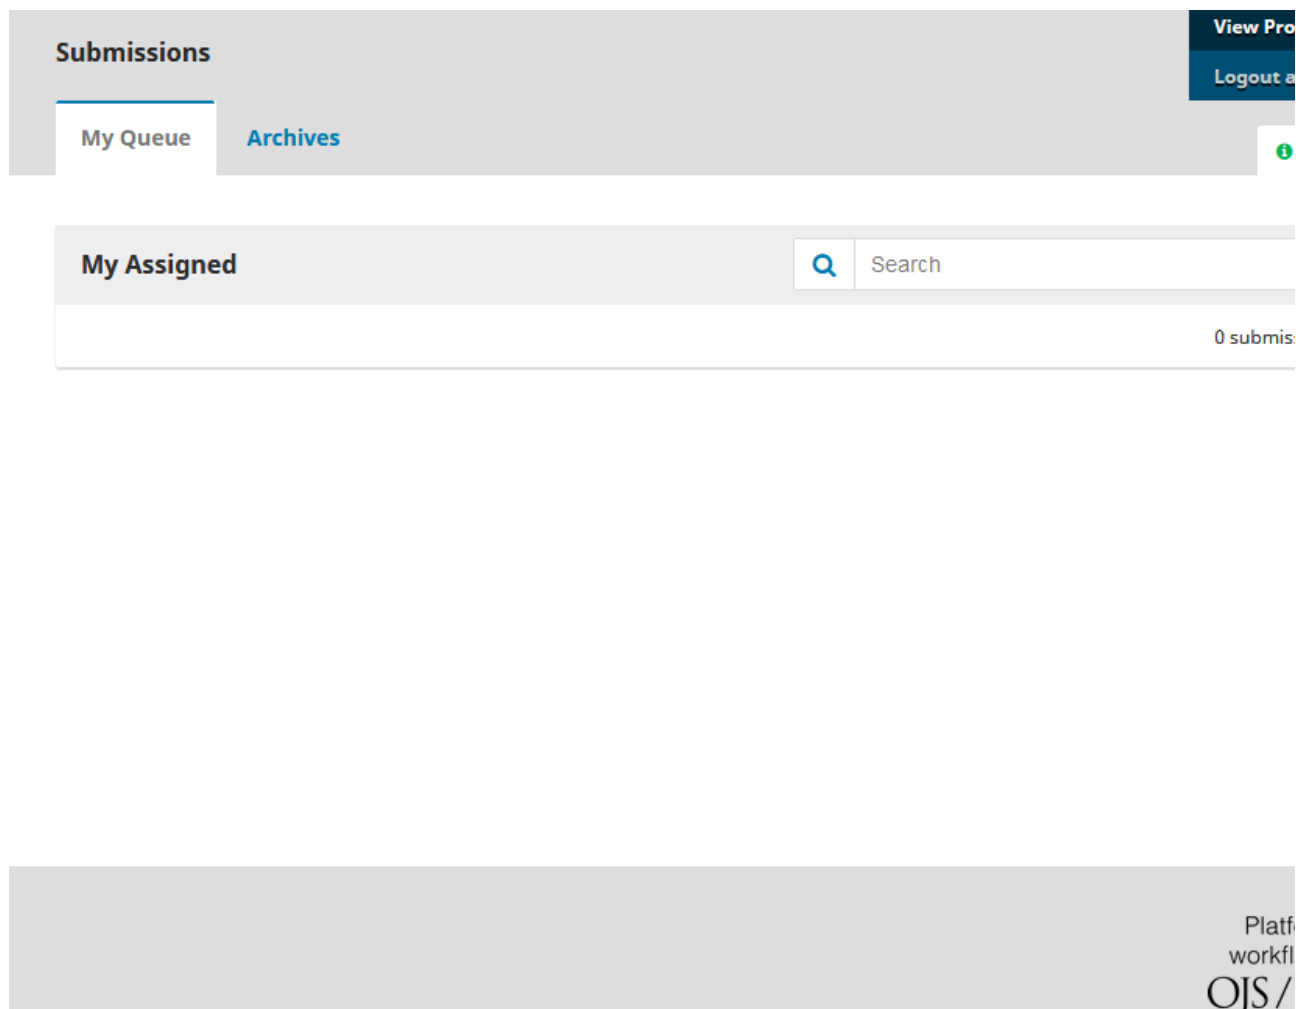 View Pro
Submissions
Logout a
My Queue
Archives
My Assigned
Search
0 submis
Platf
workfl
OJS /